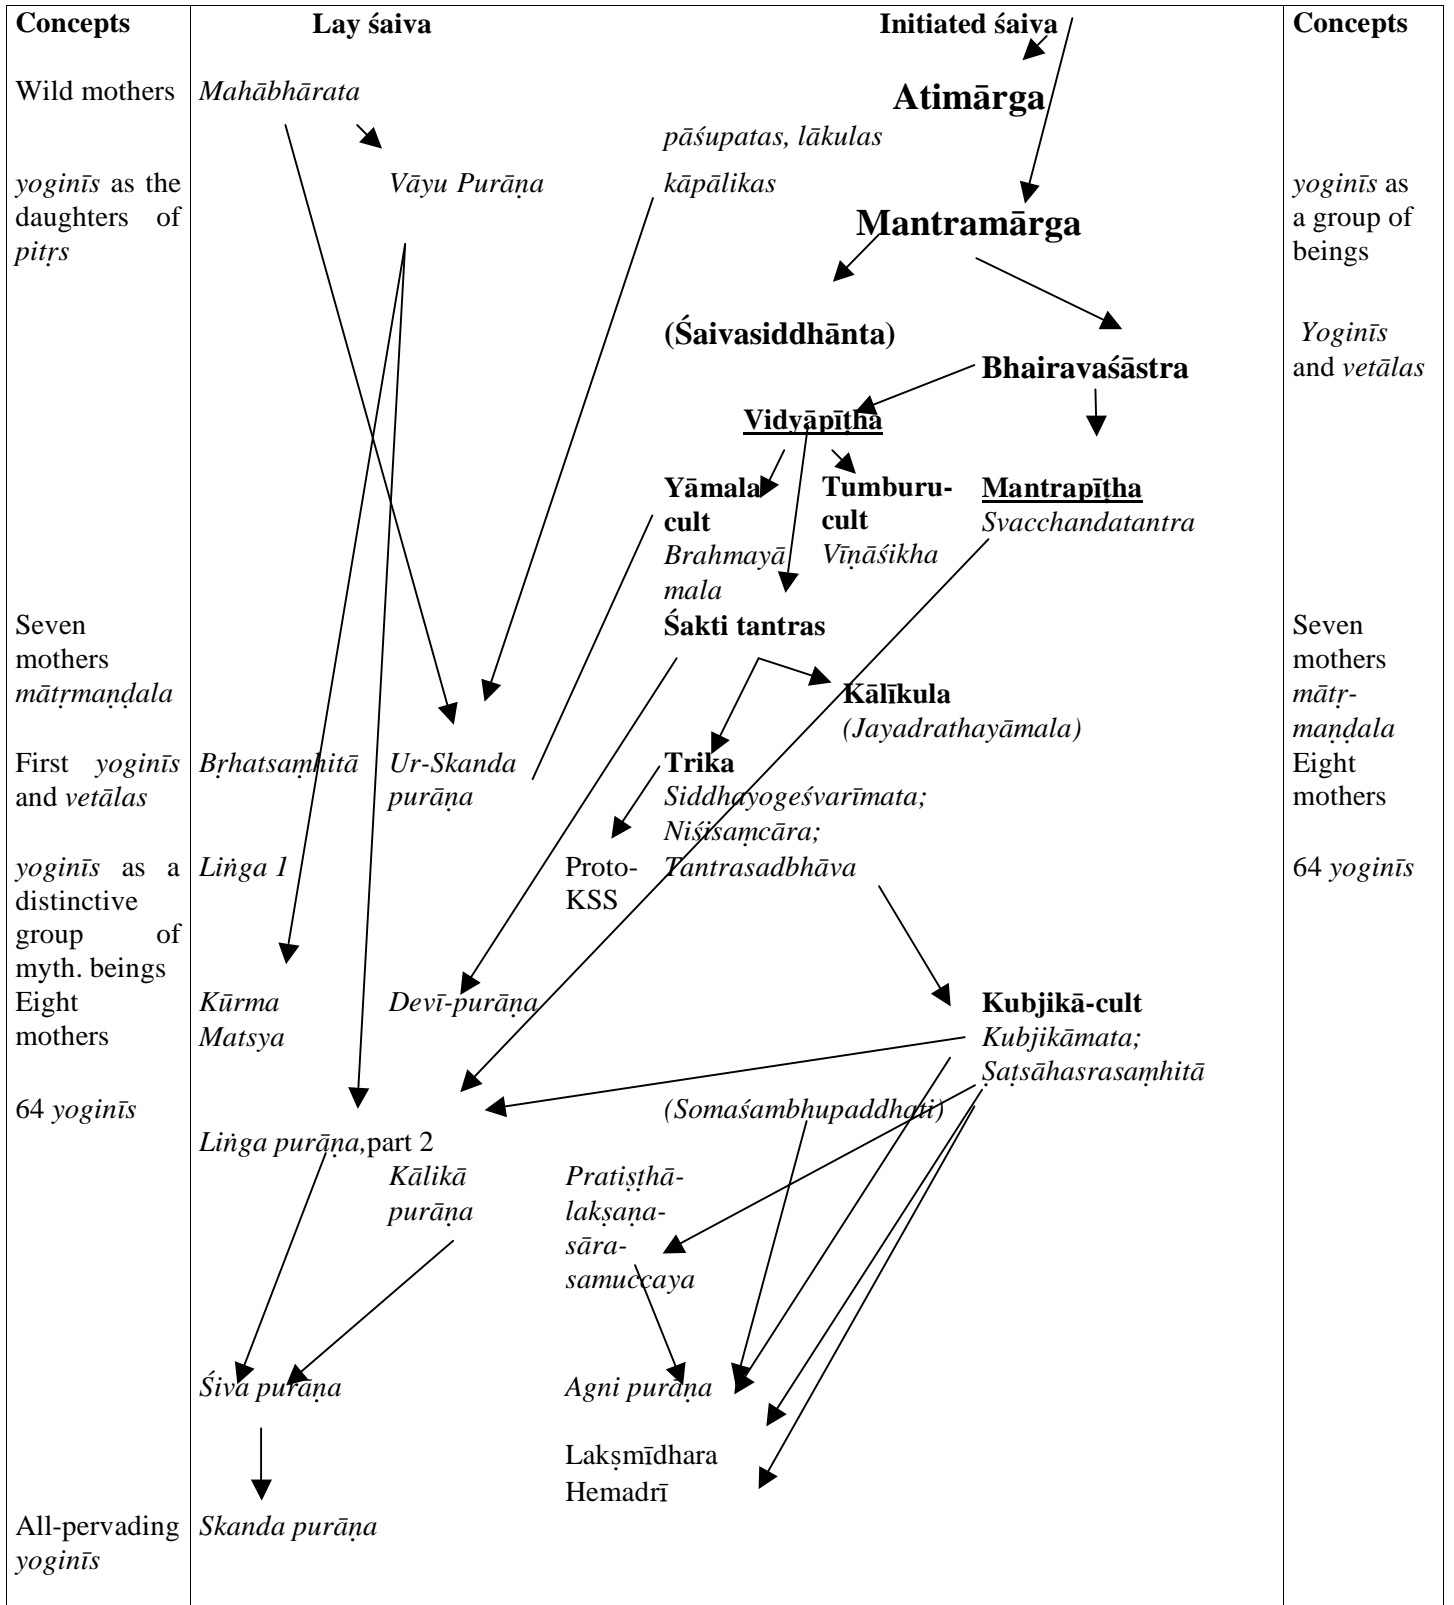 Concepts Lay śaiva Initiated śaiva Concepts
Wild mothers Mahābhārata Atimārga
pāśupatas, lākulas
yoginīs as the Vāyu Purāṇa kāpālikas yoginīs as
daughters of Mantramārga a group of
pitṛs beings
(Śaivasiddhānta) Yoginīs
Bhairavaśāstra and vetālas
Vidyāpīṭha
Yāmala Tumburu- Mantrapīṭha
cult cult Svacchandatantra
Brahmayā Vīṇāśikha
mala
Seven Śakti tantras Seven
mothers mothers
mātṛmaṇḍala Kālīkula mātṛ-
(Jayadrathayāmala) maṇḍala
First yoginīs Bṛhatsaṃhitā Ur-Skanda Trika Eight
and vetālas purāṇa Siddhayogeśvarīmata; mothers
Niśisaṃcāra;
yoginīs as a Liṅga 1 Proto- Tantrasadbhāva 64 yoginīs
distinctive KSS
group of
myth. beings
Eight Kūrma Devī-purāṇa Kubjikā-cult
mothers Matsya Kubjikāmata;
Ṣaṭsāhasrasaṃhitā
64 yoginīs (Somaśambhupaddhati)
Liṅga purāṇa,part 2
Kālikā Pratiṣṭhā-
purāṇa lakṣaṇa-
sāra-
samuccaya
Śiva purāṇa Agni purāṇa
Lakṣmīdhara
Hemadrī
All-pervading Skanda purāṇa
yoginīs